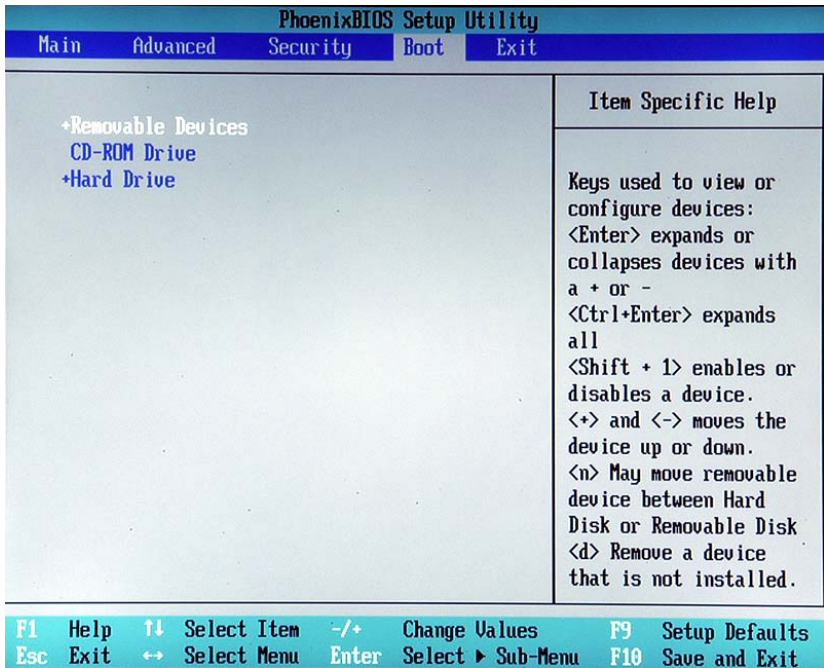 PhoenixBIOS Setup Utility
Main Advanced Security Boot Exit
+Removable Devices
CD-ROM Drive
+Hard Drive
Item Specific Help
Keys used to view or
configure devices:
<Enter> expands or
collapses devices with
a + or -
<Ctrl+Enter> expands
all
<Shift + 1> enables or
disables a device.
<+> and <-> moves the
device up or down.
<n> May move removable
device between Hard
Disk or Removable Disk
<d> Remove a device
that is not installed.
F1 Help ↑↓ Select Item -/+ Change Values F9 Setup Defaults
Esc Exit ↔ Select Menu Enter Select ▶ Sub-Menu F10 Save and Exit